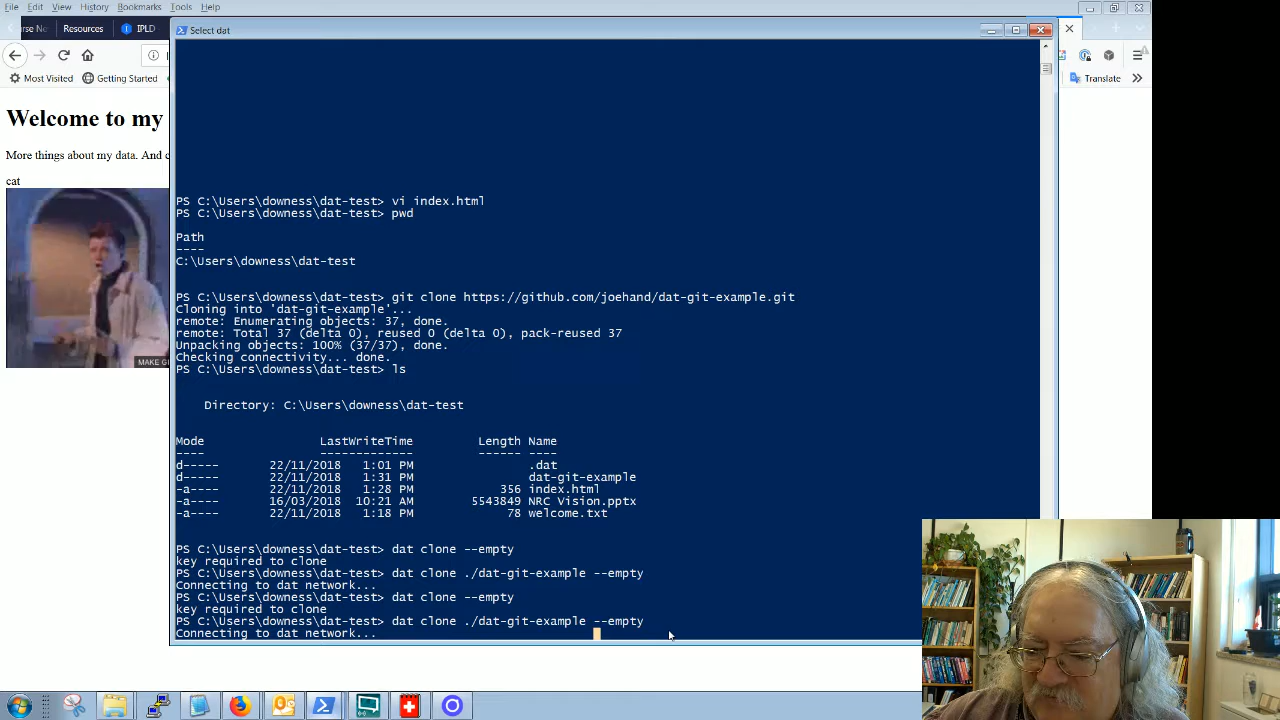 File Edit View History Bookmarks Tools Help
Resources IPLD
Most Visited Getting Started
Translate
Welcome to my
More things about my data. And
cat
MAKE
Select dat
PS C:\Users\downess\dat-test> vi index.html
PS C:\Users\downess\dat-test> pwd
Path
----
C:\Users\downess\dat-test
PS C:\Users\downess\dat-test> git clone https://github.com/joehand/dat-git-example.git
Cloning into 'dat-git-example'...
remote: Enumerating objects: 37, done.
remote: Total 37 (delta 0), reused 0 (delta 0), pack-reused 37
Unpacking objects: 100% (37/37), done.
Checking connectivity... done.
PS C:\Users\downess\dat-test> ls
Directory: C:\Users\downess\dat-test
Mode LastWriteTime Length Name
---- ------------- ------ ----
d----- 22/11/2018 1:01 PM .dat
d----- 22/11/2018 1:31 PM dat-git-example
-a---- 22/11/2018 1:28 PM 356 index.html
-a---- 16/03/2018 10:21 AM 5543849 NRC Vision.pptx
-a---- 22/11/2018 1:18 PM 78 welcome.txt
PS C:\Users\downess\dat-test> dat clone --empty
key required to clone
PS C:\Users\downess\dat-test> dat clone ./dat-git-example --empty
Connecting to dat network...
PS C:\Users\downess\dat-test> dat clone --empty
key required to clone
PS C:\Users\downess\dat-test> dat clone ./dat-git-example --empty
Connecting to dat network...